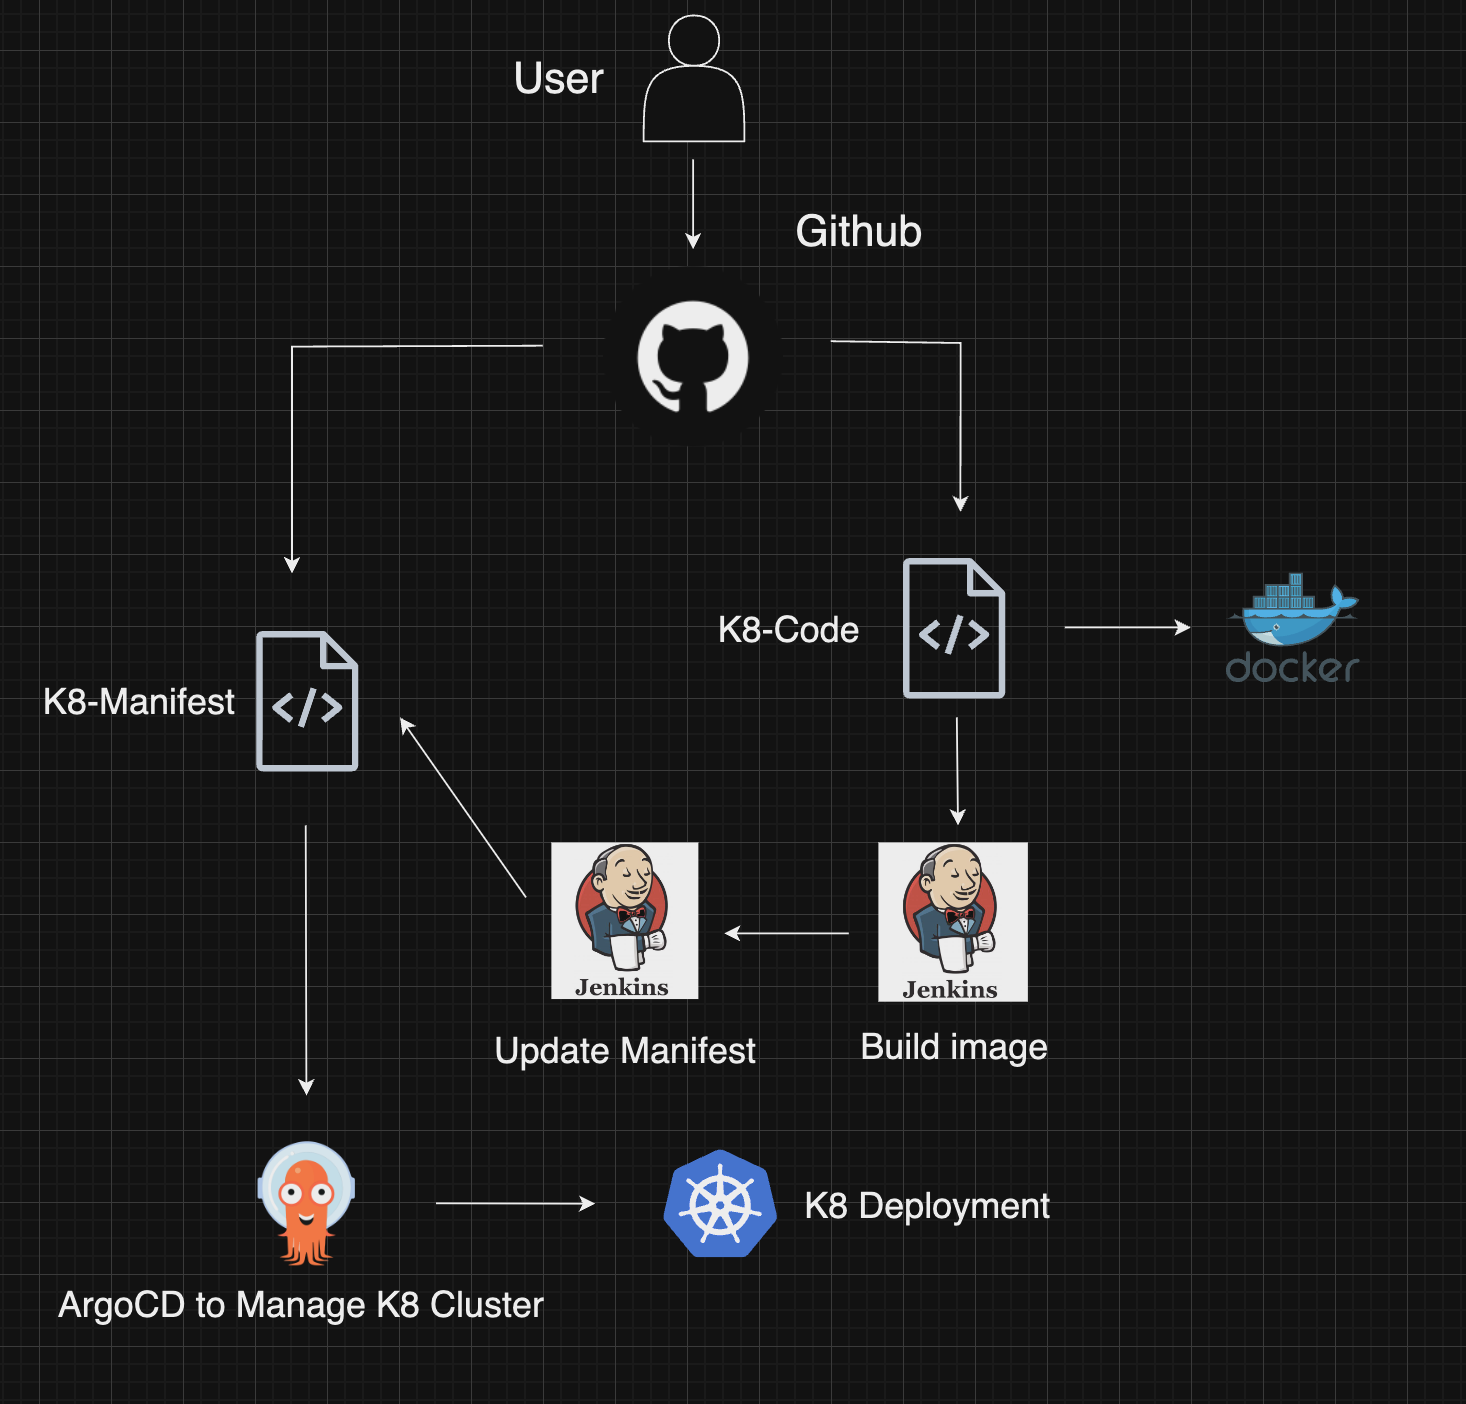 User
Github
K8-Code
docker
K8-Manifest
</>
</>
Jenkins
Jenkins
Update Manifest
Build image
K8 Deployment
ArgoCD to Manage K8 Cluster